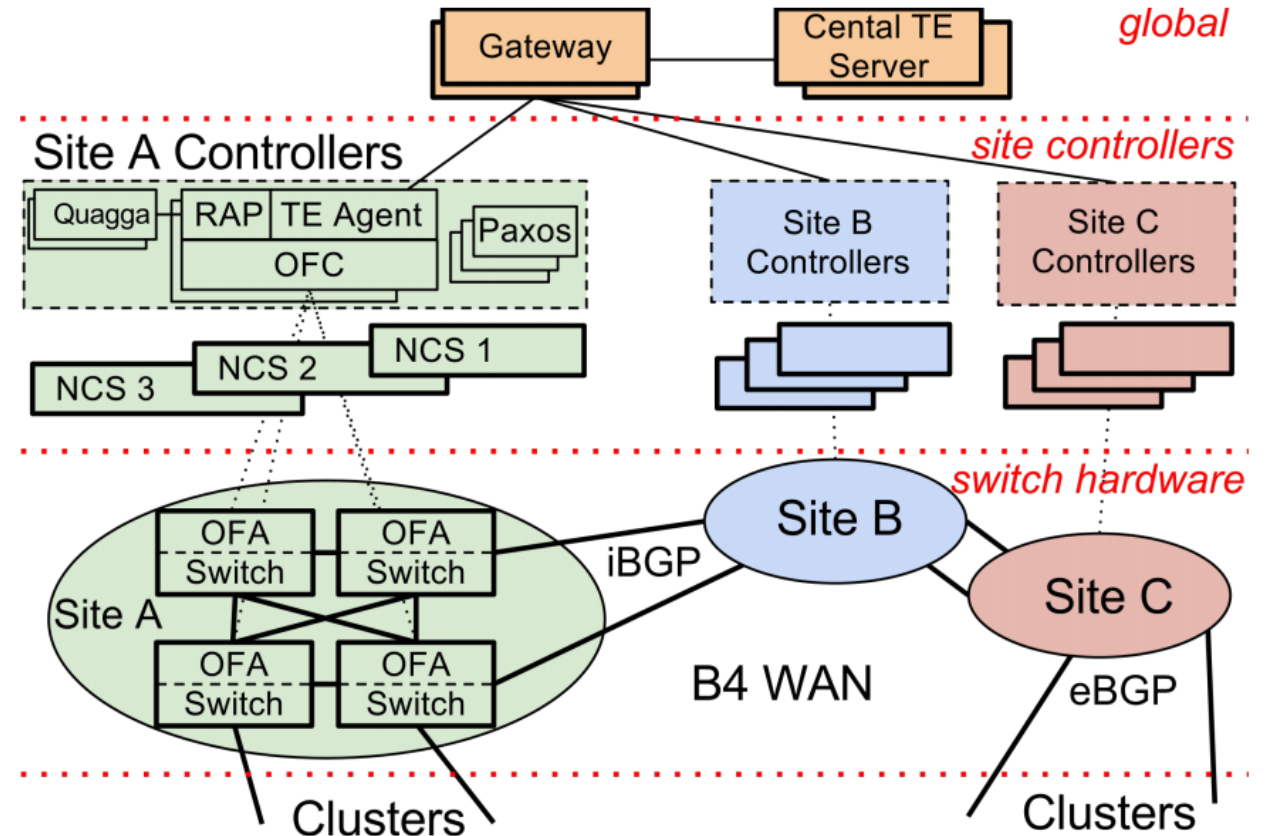 Gateway
Cental TE
Server
global
Site A Controllers
site controllers
Quagga
RAP
TE Agent
Paxos
OFC
Site B
Controllers
Site C
Controllers
NCS 1
NCS 2
NCS 3
switch hardware
OFA
Switch
OFA
Switch
Site A
OFA
Switch
OFA
Switch
iBGP
Site B
Site C
B4 WAN
eBGP
Clusters
Clusters